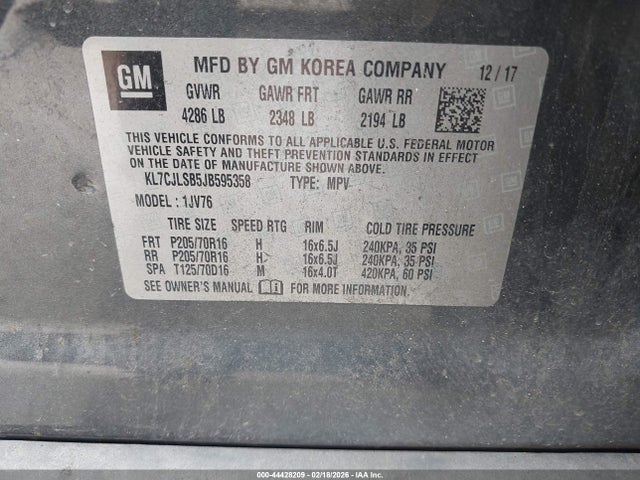 GM MFD BY GM KOREA COMPANY 12/17
GVWR GAWR FRT GAWR RR
4286 LB 2348 LB 2194 LB
THIS VEHICLE CONFORMS TO ALL APPLICABLE U.S. FEDERAL MOTOR
VEHICLE SAFETY AND THEFT PREVENTION STANDARDS IN EFFECT
ON THE DATE OF MANUFACTURE SHOWN ABOVE.
KL7CJLSB5JB595358 TYPE: MPV
MODEL: 1JV76
TIRE SIZE SPEED RTG RIM COLD TIRE PRESSURE
FRT P205/70R16 H 16x6.5J 240KPA, 35 PSI
RR P205/70R16 H 16x6.5J 240KPA, 35 PSI
SPA T125/70D16 M 16x4.0T 420KPA, 60 PSI
SEE OWNER'S MANUAL FOR MORE INFORMATION.
000-44428209 - 02/18/2026 - COPYRIGHT IAA, LLC